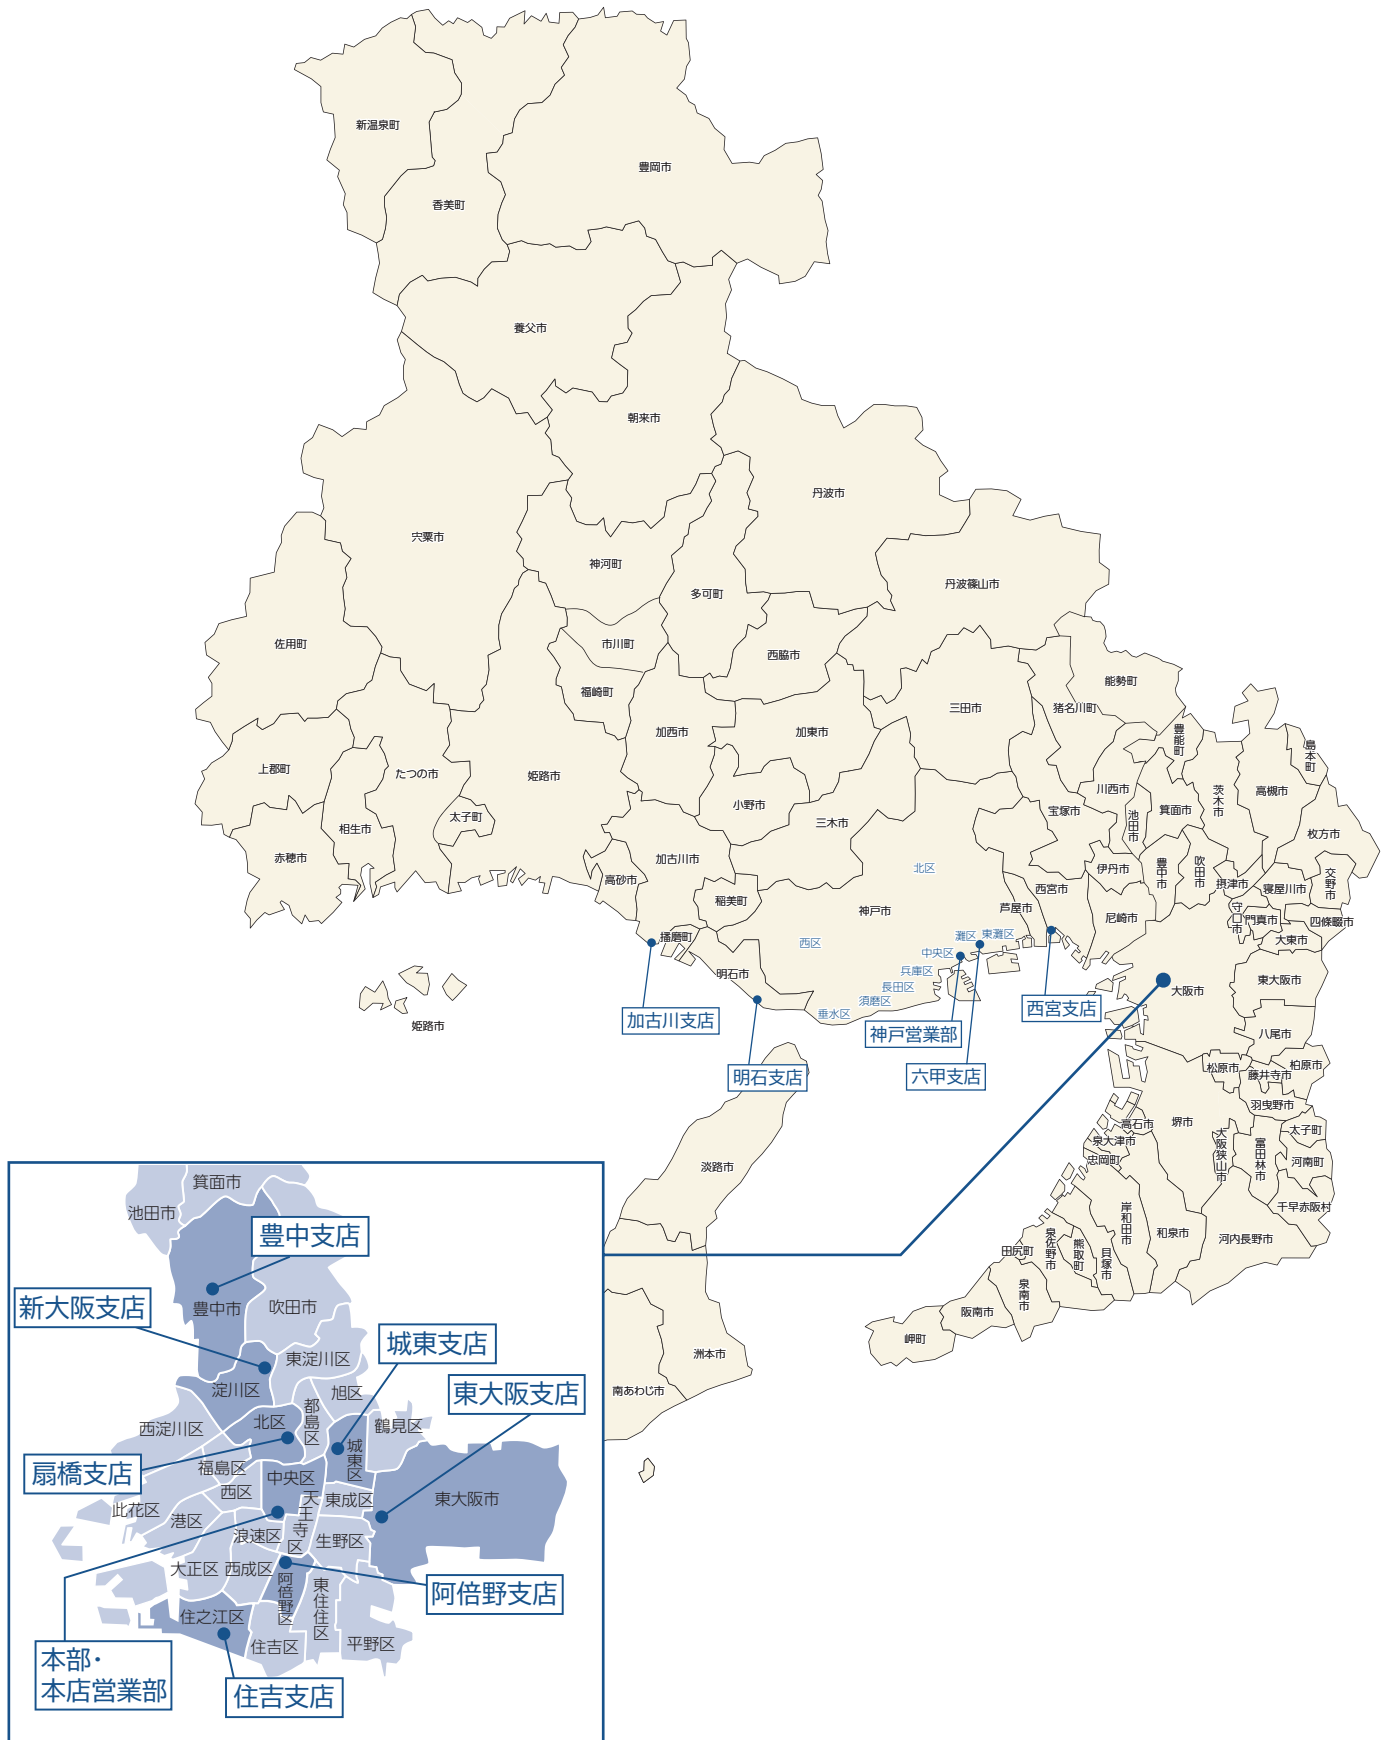 新温泉町
豊岡市
香美町
養父市
朝来市
丹波市
宍粟市
神河町
丹波篠山市
多可町
佐用町
市川町
西脇市
能勢町
福崎町
三田市
猪名川町
加西市
加東市
豊能町
島本町
上郡町
たつの市
姫路市
川西市
茨木市
高槻市
小野市
宝塚市
箕面市
太子町
三木市
池田市
相生市
枚方市
赤穂市
加古川市
北区
伊丹市
豊中市
吹田市
高砂市
摂津市
寝屋川市
交野市
西宮市
稲美町
神戸市
芦屋市
尼崎市
守口市
門真市
四條畷市
播磨町
西区
灘区
東灘区
大東市
中央区
明石市
兵庫区
東大阪市
長田区
大阪市
須磨区
垂水区
姫路市
加古川支店
神戸営業部
西宮支店
八尾市
明石支店
六甲支店
松原市
藤井寺市
柏原市
羽曳野市
高石市
堺市
太子町
泉大津市
大阪狭山市
富田林市
忠岡町
河南町
淡路市
千早赤阪村
岸和田市
和泉市
泉佐野市
河内長野市
田尻町
熊取町
貝塚市
泉南市
阪南市
岬町
洲本市
南あわじ市
箕面市
池田市
豊中支店
新大阪支店
豊中市
吹田市
城東支店
東淀川区
東大阪支店
淀川区
旭区
北区
都島区
鶴見区
西淀川区
城東区
扇橋支店
福島区
中央区
西区
天王寺区
東成区
東大阪市
此花区
港区
浪速区
生野区
大正区
西成区
阿倍野区
東住住区
阿倍野支店
住之江区
住吉区
平野区
本部・
本店営業部
住吉支店